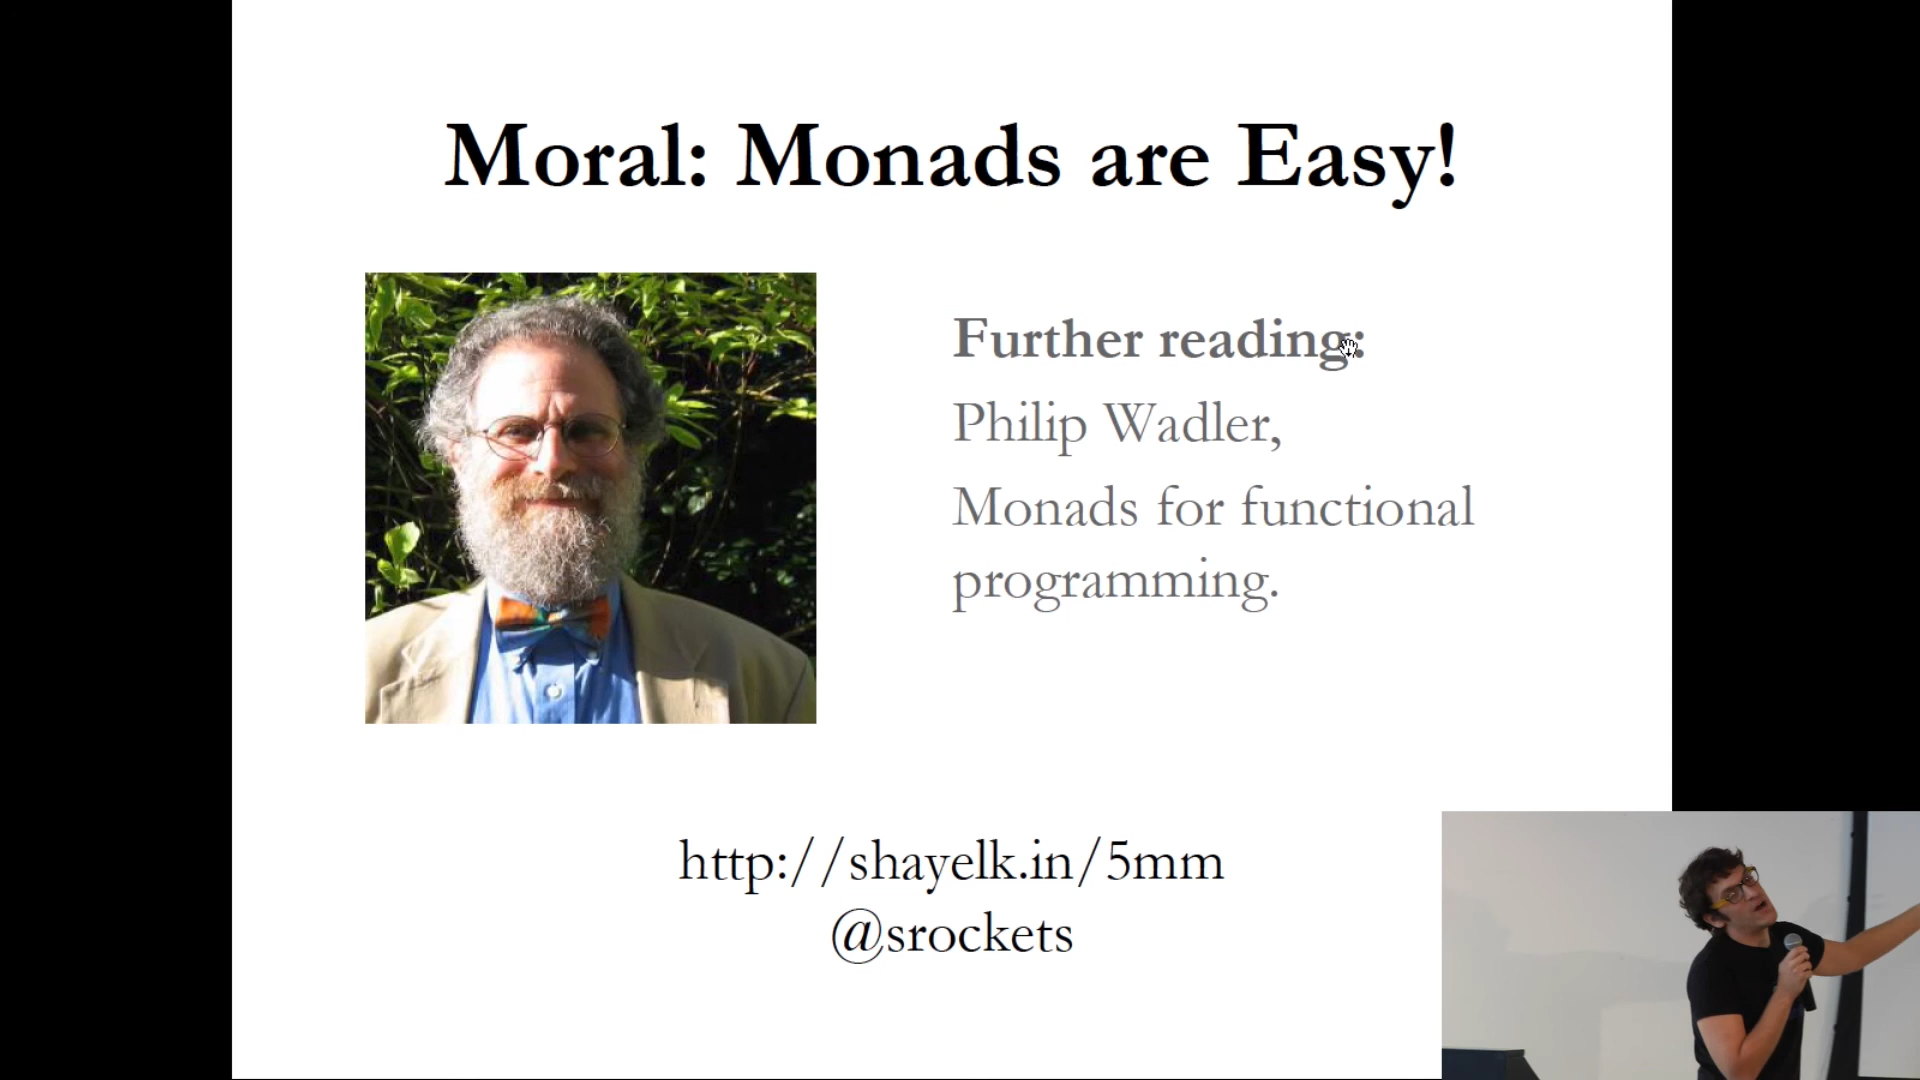 Moral: Monads are Easy!
Further reading:
Philip Wadler,
Monads for functional
programming.
http://shayelk.in/5mm
@srockets